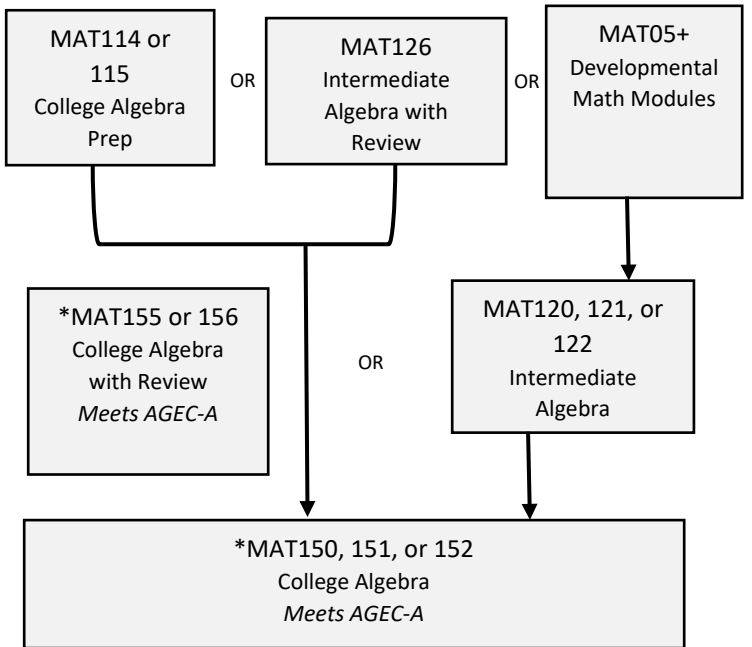 MAT114 or
115
College Algebra
Prep
OR
MAT126
Intermediate
Algebra with
Review
OR
MAT05+
Developmental
Math Modules
*MAT155 or 156
College Algebra
with Review
Meets AGEC-A
OR
MAT120, 121, or
122
Intermediate
Algebra
*MAT150, 151, or 152
College Algebra
Meets AGEC-A